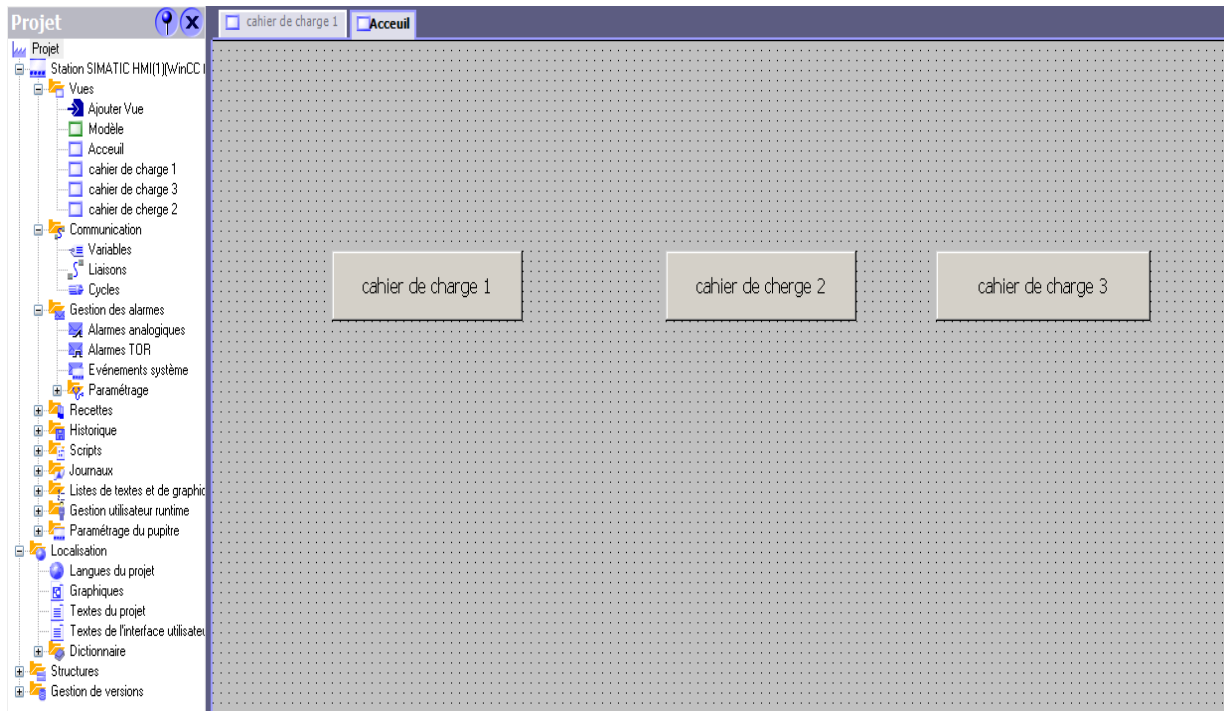 Projet
cahier de charge 1
Acceuil
Projet
Station SIMATIC HMI(1)(WinCC
Vues
Ajouter Vue
Modèle
Acceuil
cahier de charge 1
cahier de charge 3
cahier de cherge 2
Communication
Variables
Liaisons
Cycles
Gestion des alarmes
Alarmes analogiques
Alarmes TOR
Evénements système
Paramétrage
Recettes
Historique
Scripts
Journaux
Listes de textes et de graphic
Gestion utilisateur runtime
Paramétrage du pupitre
Localisation
Langues du projet
Graphiques
Textes du projet
Textes de l'interface utilisateu
Dictionnaire
Structures
Gestion de versions
cahier de charge 1
cahier de cherge 2
cahier de charge 3